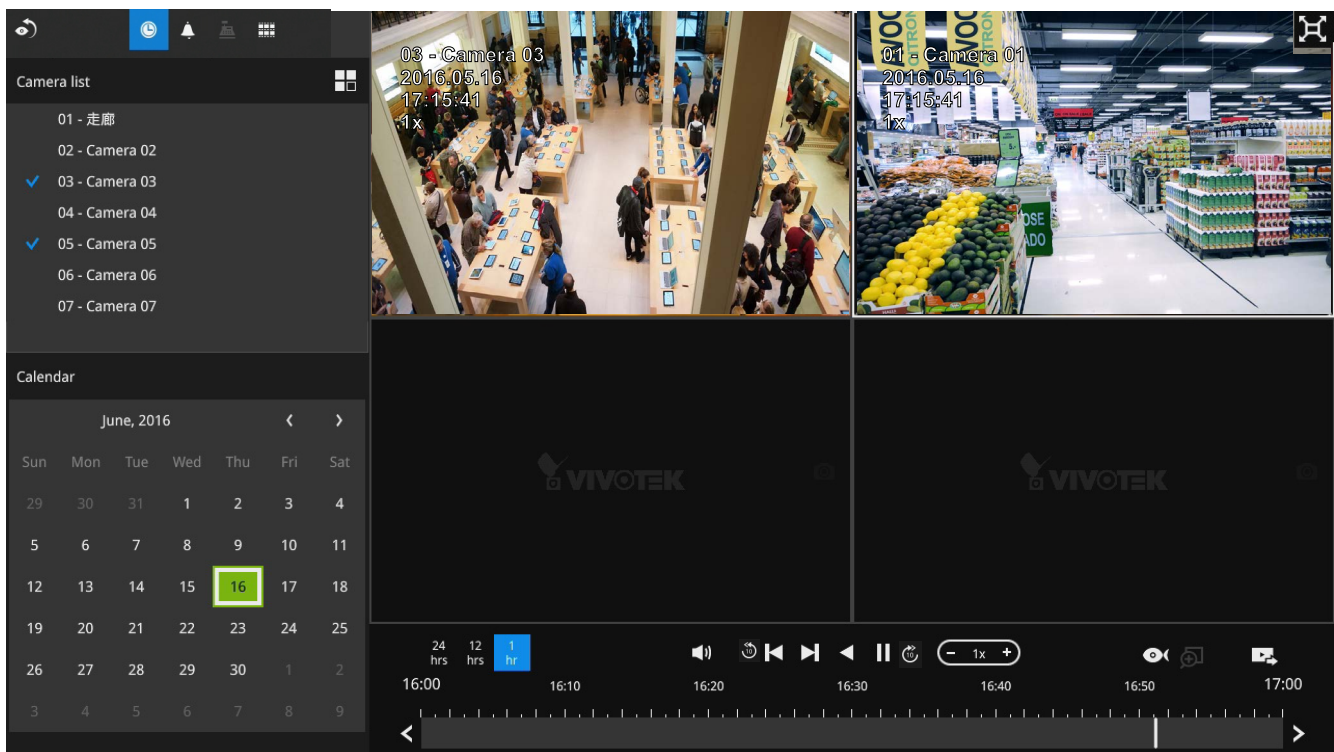 Camera list
01 - 走廊
02 - Camera 02
03 - Camera 03
04 - Camera 04
05 - Camera 05
06 - Camera 06
07 - Camera 07
Calendar
June, 2016
Sun Mon Tue Wed Thu Fri Sat
29 30 31 1 2 3 4
5 6 7 8 9 10 11
12 13 14 15 16 17 18
19 20 21 22 23 24 25
26 27 28 29 30 1 2
3 4 5 6 7 8 9
03 - Camera 03
2016.05.16
17:15:41
1x
01 - Camera 01
2016.05.16
17:15:41
1x
VIVOTEK
VIVOTEK
24 hrs
12 hrs
1 hr
10
10
1x
16:00 16:10 16:20 16:30 16:40 16:50 17:00